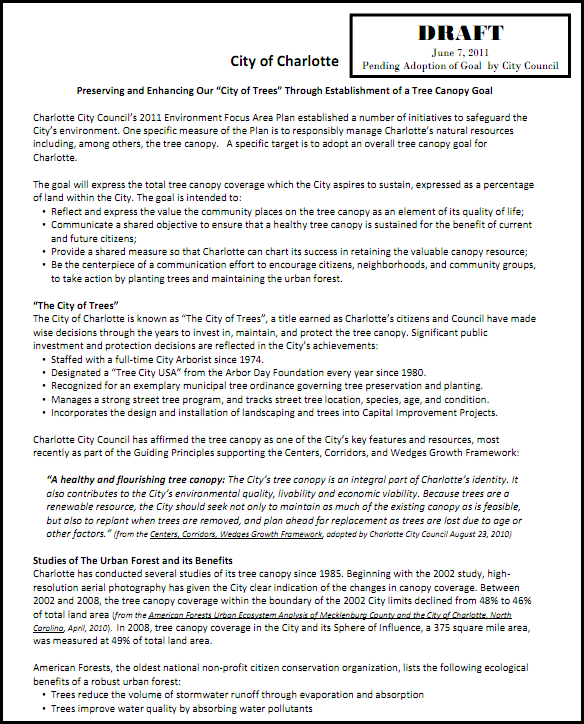 DRAFT
June 7, 2011
Pending Adoption of Goal by City Council
City of Charlotte
Preserving and Enhancing Our “City of Trees” Through Establishment of a Tree Canopy Goal
Charlotte City Council’s 2011 Environment Focus Area Plan established a number of initiatives to safeguard the
City’s environment. One specific measure of the Plan is to responsibly manage Charlotte’s natural resources
including, among others, the tree canopy. A specific target is to adopt an overall tree canopy goal for
Charlotte.
The goal will express the total tree canopy coverage which the City aspires to sustain, expressed as a percentage
of land within the City. The goal is intended to:
• Reflect and express the value the community places on the tree canopy as an element of its quality of life;
• Communicate a shared objective to ensure that a healthy tree canopy is sustained for the benefit of current
and future citizens;
• Provide a shared measure so that Charlotte can chart its success in retaining the valuable canopy resource;
• Be the centerpiece of a communication effort to encourage citizens, neighborhoods, and community groups,
to take action by planting trees and maintaining the urban forest.
“The City of Trees”
The City of Charlotte is known as “The City of Trees”, a title earned as Charlotte’s citizens and Council have made
wise decisions through the years to invest in, maintain, and protect the tree canopy. Significant public
investment and protection decisions are reflected in the City’s achievements:
• Staffed with a full-time City Arborist since 1974.
• Designated a “Tree City USA” from the Arbor Day Foundation every year since 1980.
• Recognized for an exemplary municipal tree ordinance governing tree preservation and planting.
• Manages a strong street tree program, and tracks street tree location, species, age, and condition.
• Incorporates the design and installation of landscaping and trees into Capital Improvement Projects.
Charlotte City Council has affirmed the tree canopy as one of the City’s key features and resources, most
recently as part of the Guiding Principles supporting the Centers, Corridors, and Wedges Growth Framework:
“A healthy and flourishing tree canopy: The City’s tree canopy is an integral part of Charlotte’s identity. It
also contributes to the City’s environmental quality, livability and economic viability. Because trees are a
renewable resource, the City should seek not only to maintain as much of the existing canopy as is feasible,
but also to replant when trees are removed, and plan ahead for replacement as trees are lost due to age or
other factors.” (from the Centers, Corridors, Wedges Growth Framework, adopted by Charlotte City Council August 23, 2010)
Studies of The Urban Forest and its Benefits
Charlotte has conducted several studies of its tree canopy since 1985. Beginning with the 2002 study, high-
resolution aerial photography has given the City clear indication of the changes in canopy coverage. Between
2002 and 2008, the tree canopy coverage within the boundary of the 2002 City limits declined from 48% to 46%
of total land area (from the American Forests Urban Ecosystem Analysis of Mecklenburg County and the City of Charlotte, North
Carolina, April, 2010). In 2008, tree canopy coverage in the City and its Sphere of Influence, a 375 square mile area,
was measured at 49% of total land area.
American Forests, the oldest national non-profit citizen conservation organization, lists the following ecological
benefits of a robust urban forest:
• Trees reduce the volume of stormwater runoff through evaporation and absorption
• Trees improve water quality by absorbing water pollutants